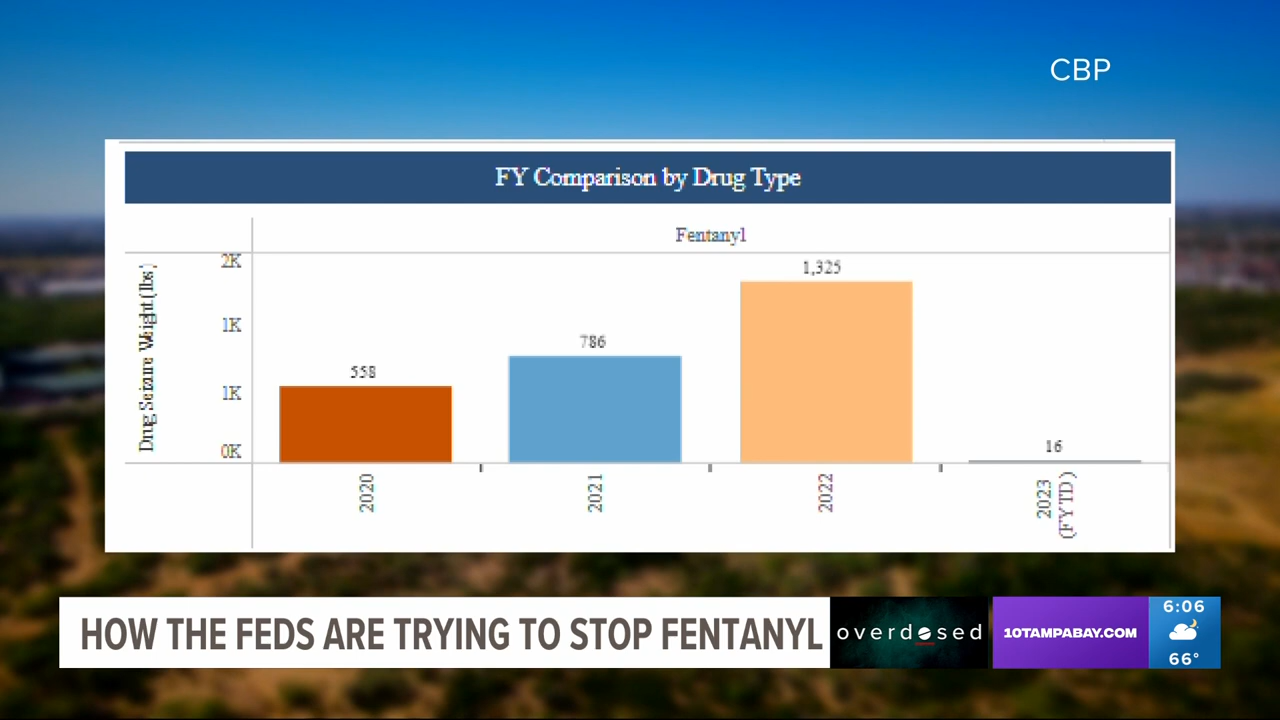 CBP
FY Comparison by Drug Type
Fentanyl
Drug Seizure Weight (lbs)
2K
1K
1K
0K
558
786
1,325
16
2020
2021
2022
2023
(FYTD)
HOW THE FEDS ARE TRYING TO STOP FENTANYL
overdosed
10TAMPABAY.COM
6:06
66°